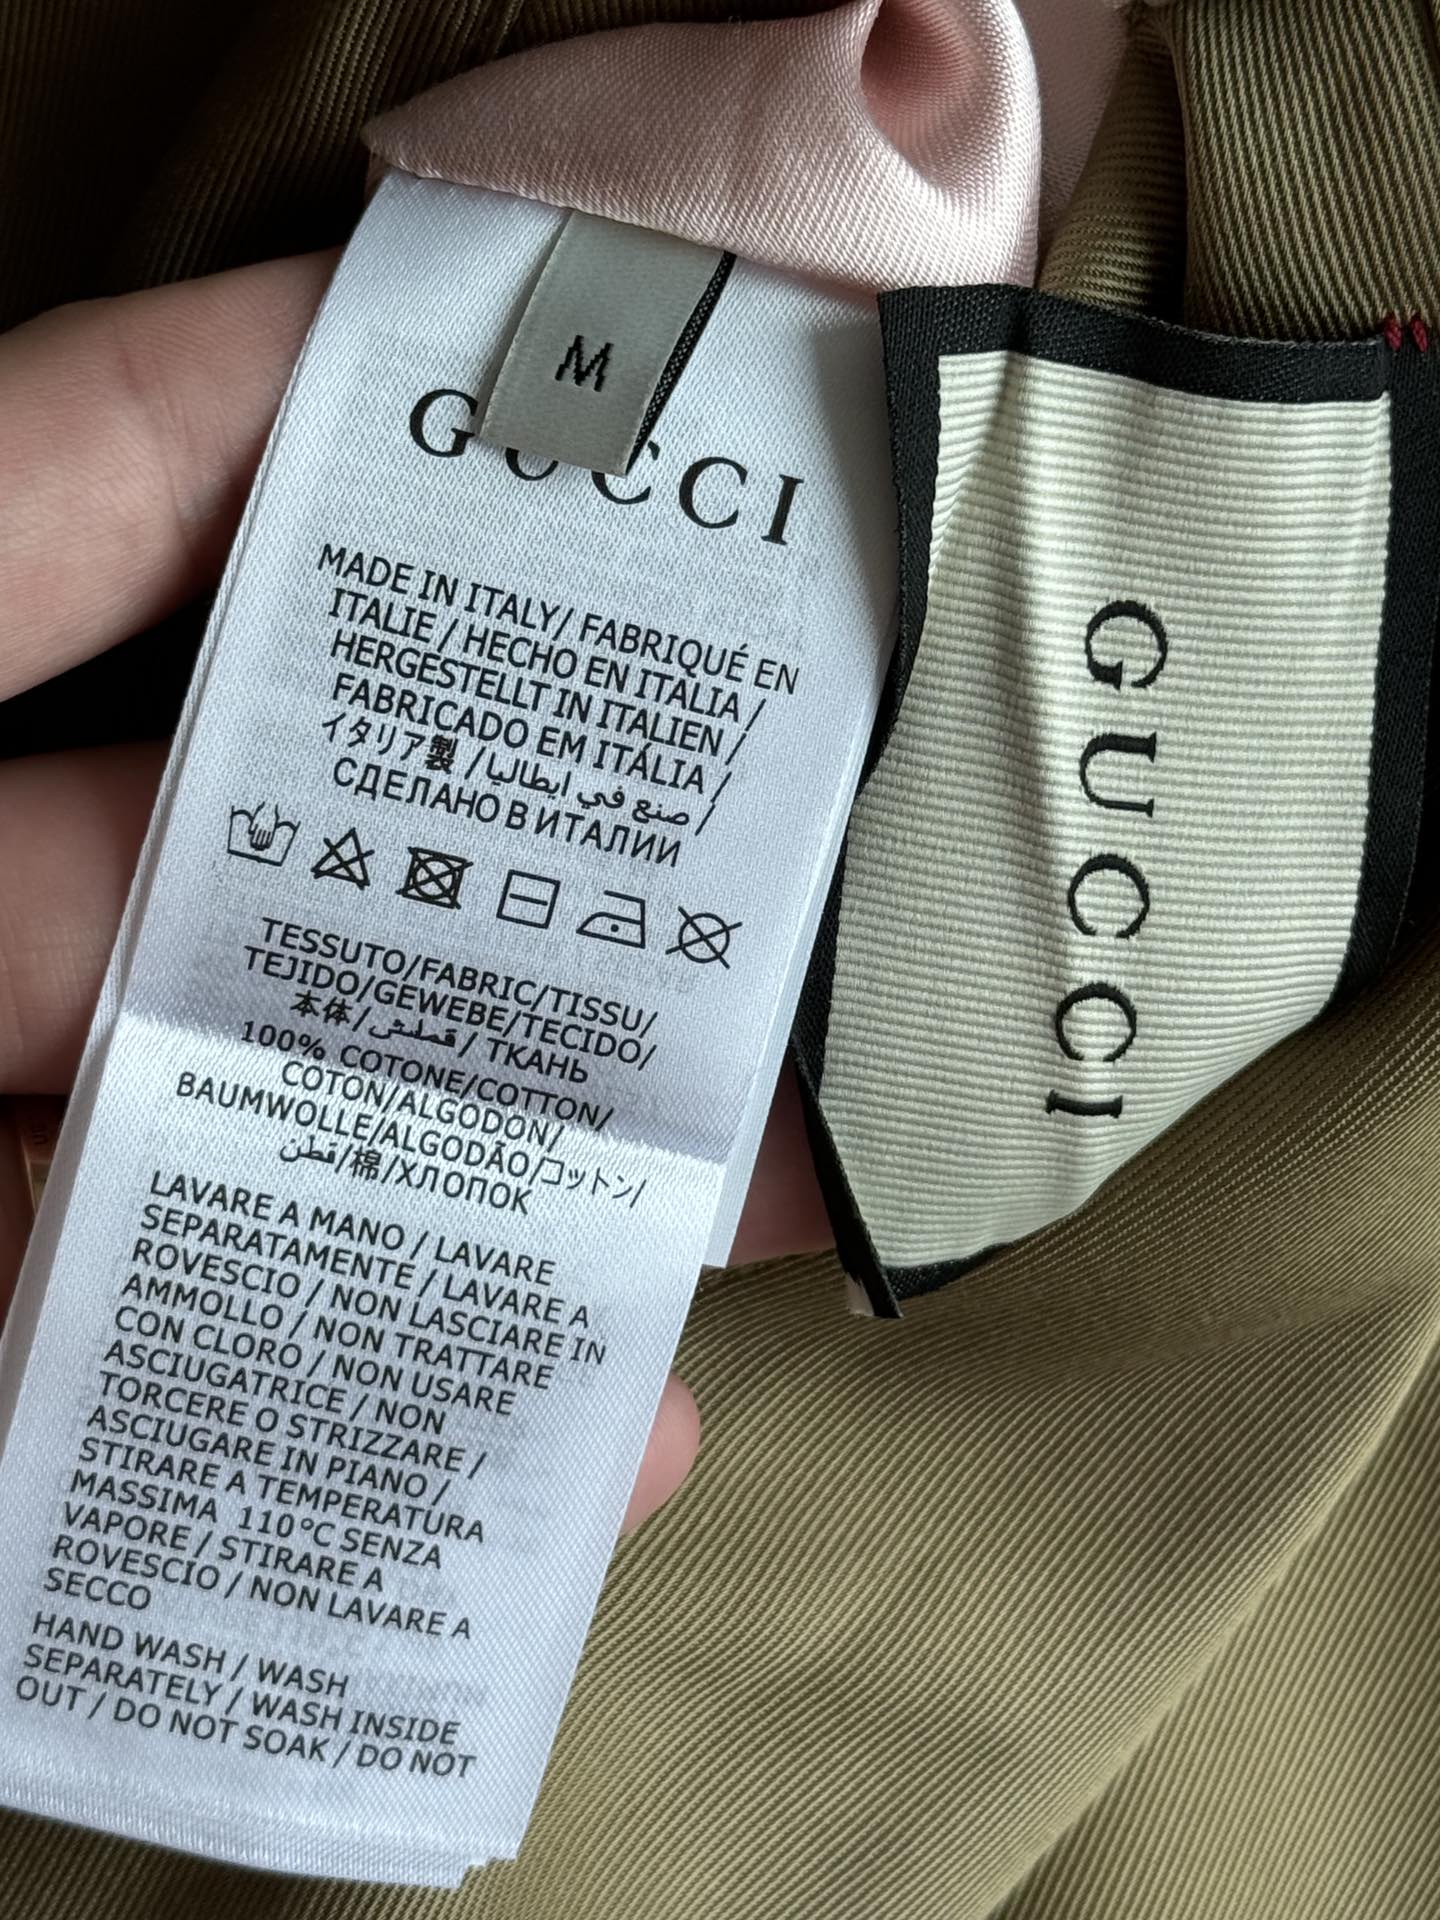 M
GUCCI
MADE IN ITALY/ FABRIQUÉ EN
ITALIE / HECHO EN ITALIA /
HERGESTELLT IN ITALIEN /
FABRICADO EM ITÁLIA /
イタリア製 / صنع في ايطاليا /
СДЕЛАНО В ИТАЛИИ
TESSUTO/FABRIC/TISSU/
TEJIDO/GEWEBE/TECIDO/
本体/قطش/ ТКАНЬ
100% COTONE/COTTON/
COTON/ALGODON/
BAUMWOLLE/ALGODÃO/コットン/
قطن/棉/ХЛОПОК
LAVARE A MANO / LAVARE
SEPARATAMENTE / LAVARE A
ROVESCIO / NON LASCIARE IN
AMMOLLO / NON TRATTARE
CON CLORO / NON USARE
ASCIUGATRICE / NON
TORCERE O STRIZZARE /
ASCIUGARE IN PIANO /
STIRARE A TEMPERATURA
MASSIMA 110°C SENZA
VAPORE / STIRARE A
ROVESCIO / NON LAVARE A
SECCO
HAND WASH / WASH
SEPARATELY / WASH INSIDE
OUT / DO NOT SOAK / DO NOT
GUCCI